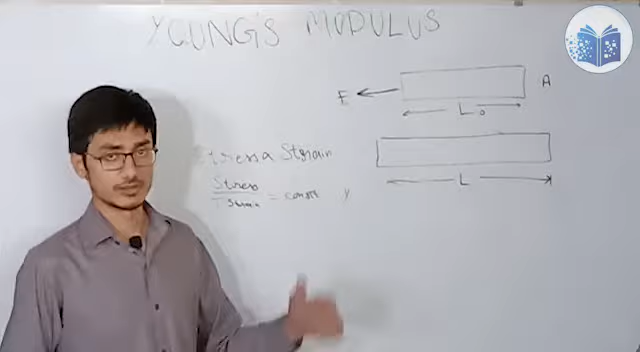 YOUNG'S MODULUS
F
A
L₀
Stress α Strain
Stress
Strain
= const
Y
L